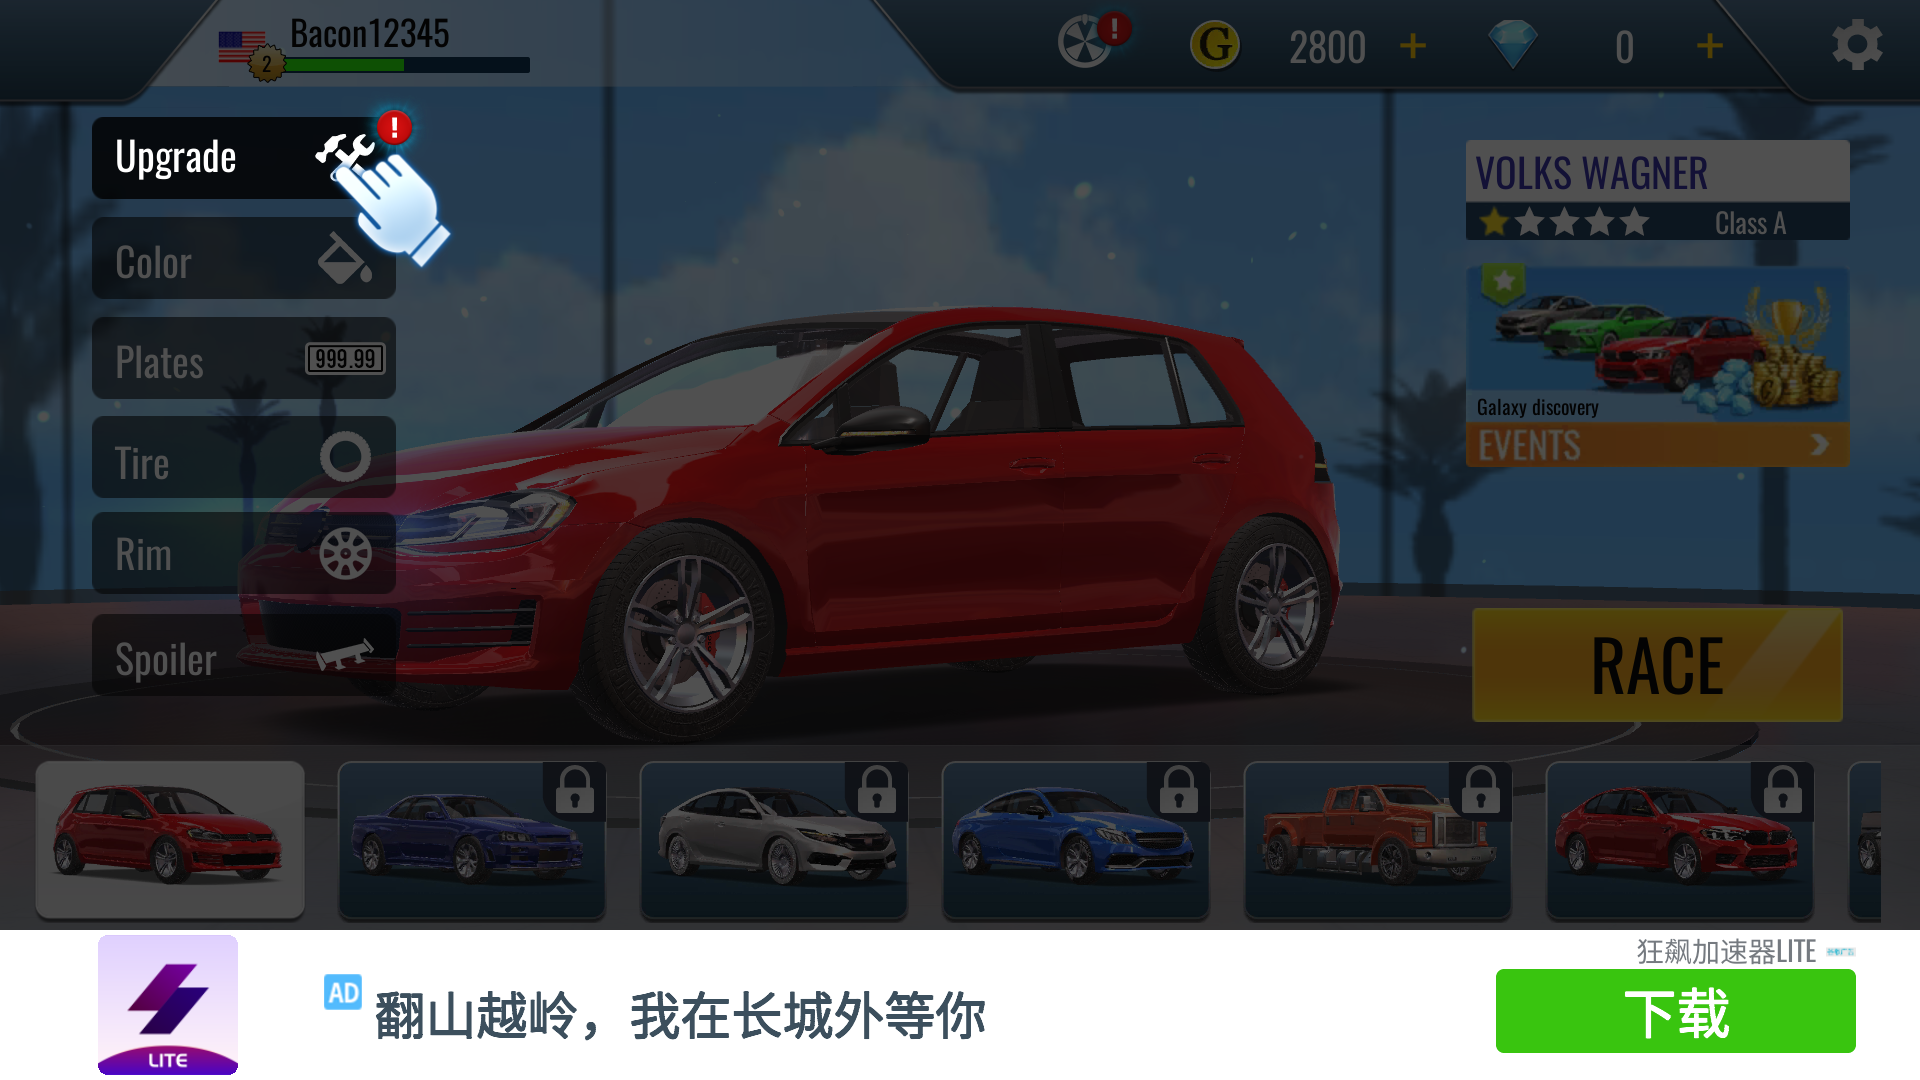 Bacon12345
2
G
2800
0
Upgrade
Color
Plates
999.99
Tire
Rim
Spoiler
VOLKS WAGNER
Class A
Galaxy discovery
EVENTS
RACE
LITE
AD
翻山越岭，我在长城外等你
狂飙加速器LITE
下载